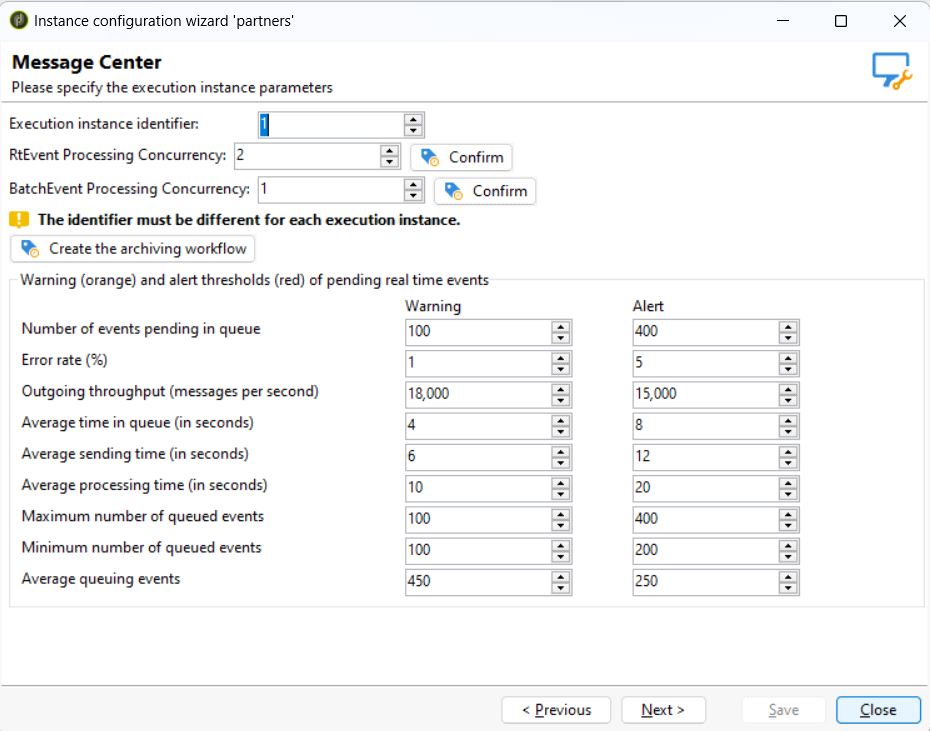 Instance configuration wizard 'partners'
Message Center
Please specify the execution instance parameters
Execution instance identifier: 1
RtEvent Processing Concurrency: 2 Confirm
BatchEvent Processing Concurrency: 1 Confirm
The identifier must be different for each execution instance.
Create the archiving workflow
Warning (orange) and alert thresholds (red) of pending real time events
Warning Alert
Number of events pending in queue 100 400
Error rate (%) 1 5
Outgoing throughput (messages per second) 18,000 15,000
Average time in queue (in seconds) 4 8
Average sending time (in seconds) 6 12
Average processing time (in seconds) 10 20
Maximum number of queued events 100 400
Minimum number of queued events 100 200
Average queuing events 450 250
< Previous Next > Save Close